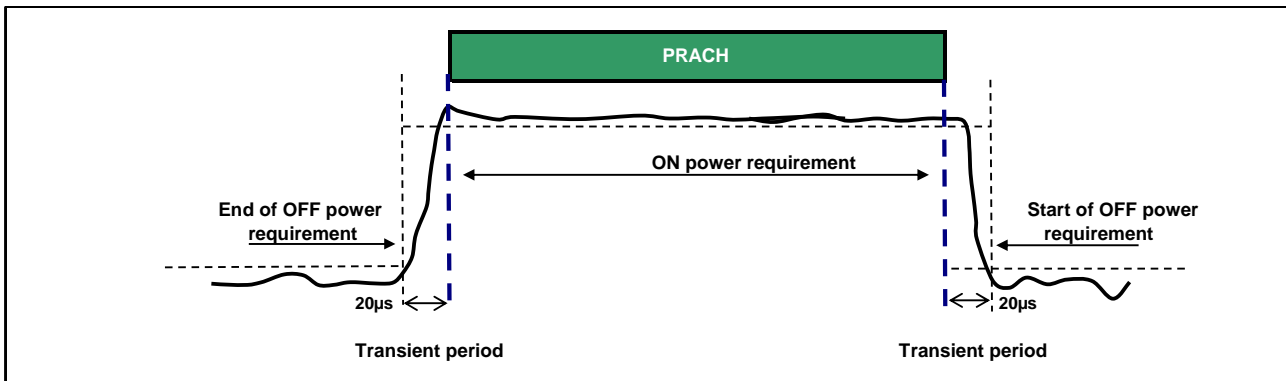 PRACH
ON power requirement
End of OFF power
requirement
Start of OFF power
requirement
20µs
20µs
Transient period
Transient period